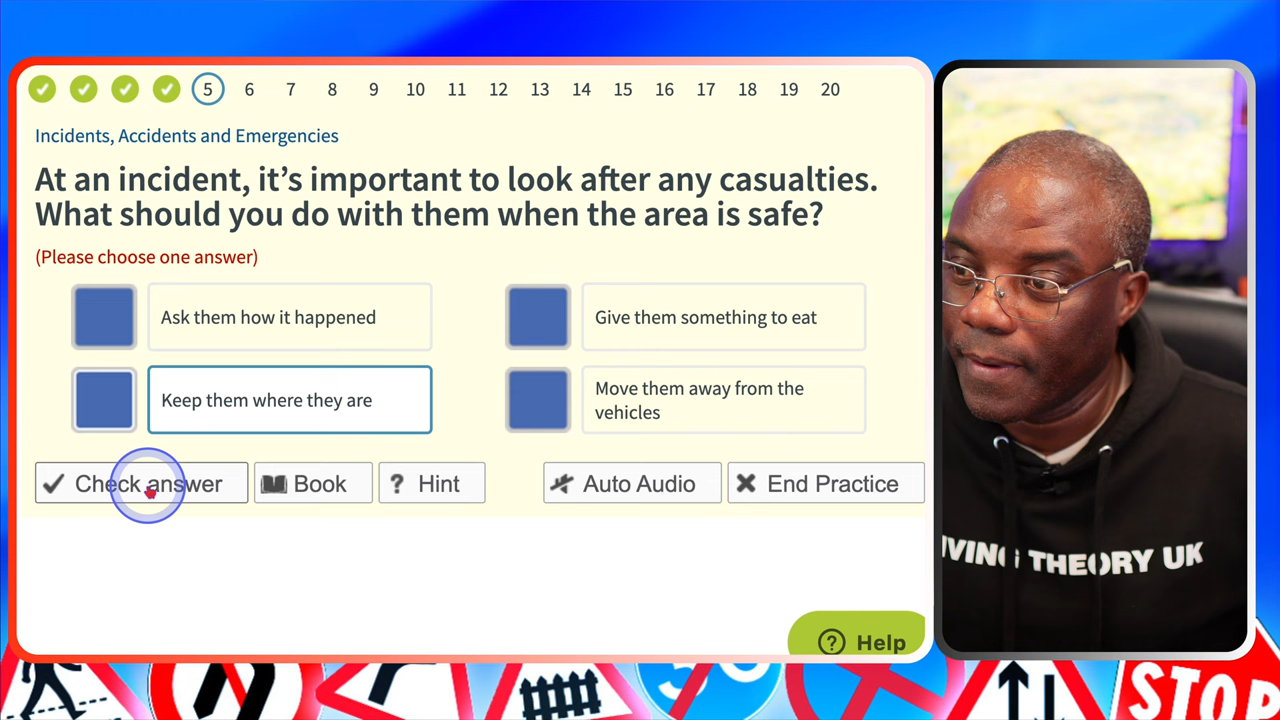 5 6 7 8 9 10 11 12 13 14 15 16 17 18 19 20
Incidents, Accidents and Emergencies
At an incident, it's important to look after any casualties.
What should you do with them when the area is safe?
(Please choose one answer)
Ask them how it happened
Give them something to eat
Keep them where they are
Move them away from the
vehicles
Check answer
Book
? Hint
Auto Audio
End Practice
? Help
IVING THEORY UK
STOP